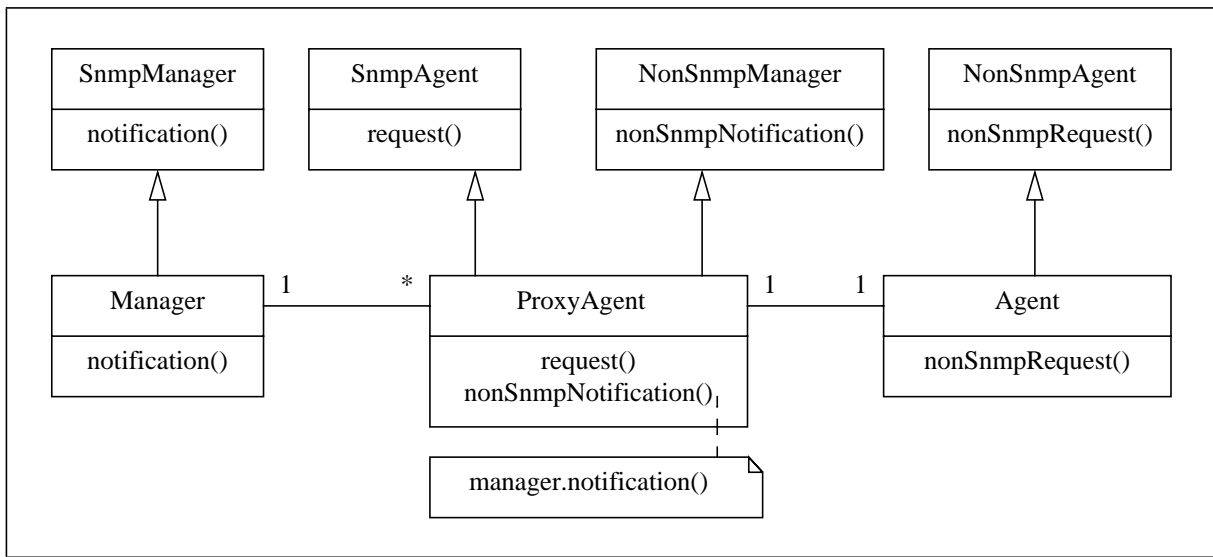 SnmpManager
notification()
SnmpAgent
request()
NonSnmpManager
nonSnmpNotification()
NonSnmpAgent
nonSnmpRequest()
Manager
notification()
1
*
ProxyAgent
request()
nonSnmpNotification()
1
1
Agent
nonSnmpRequest()
manager.notification()